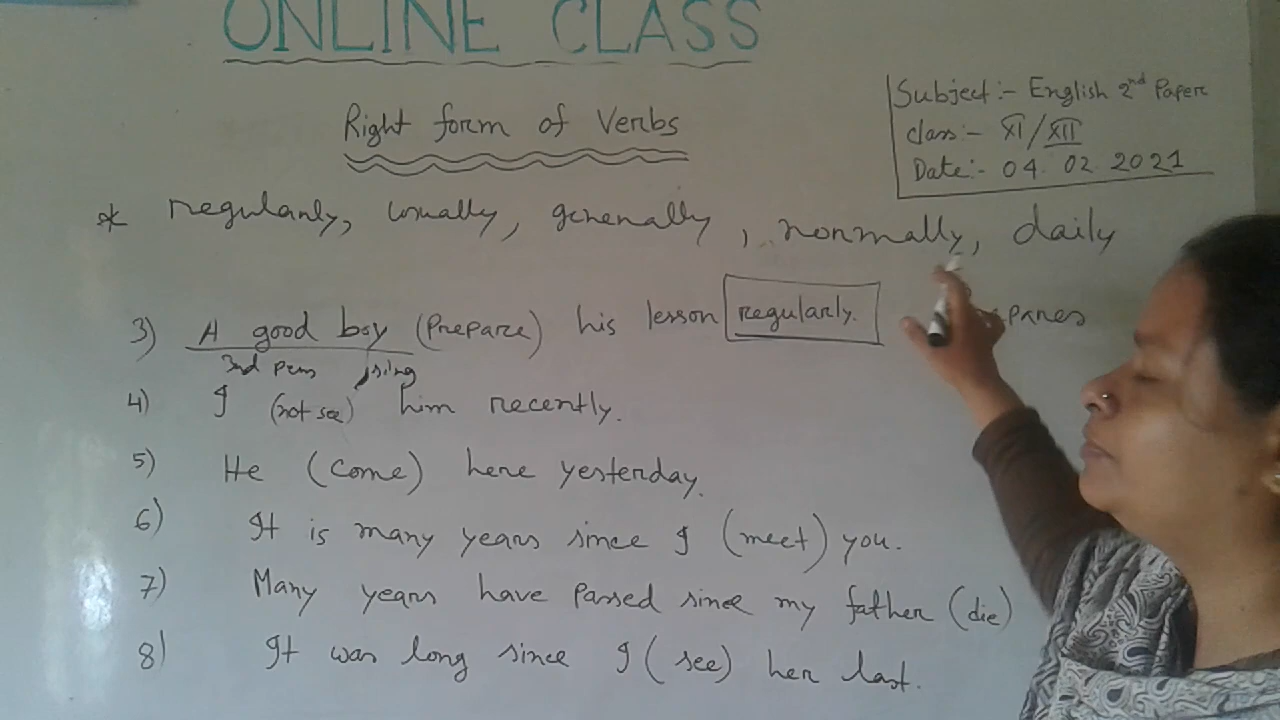 ONLINE CLASS
Subject:- English 2nd Paper
class:- XI/XII
Date:- 04.02.2021
Right form of Verbs
* regularly, usually, generally, normally, daily
3) A good boy (Prepare) his lesson regularly. pares
3rd pers sing
4) I (not see) him recently.
5) He (come) here yesterday.
6) It is many years since I (meet) you.
7) Many years have passed since my father (die)
8) It was long since I (see) her last.